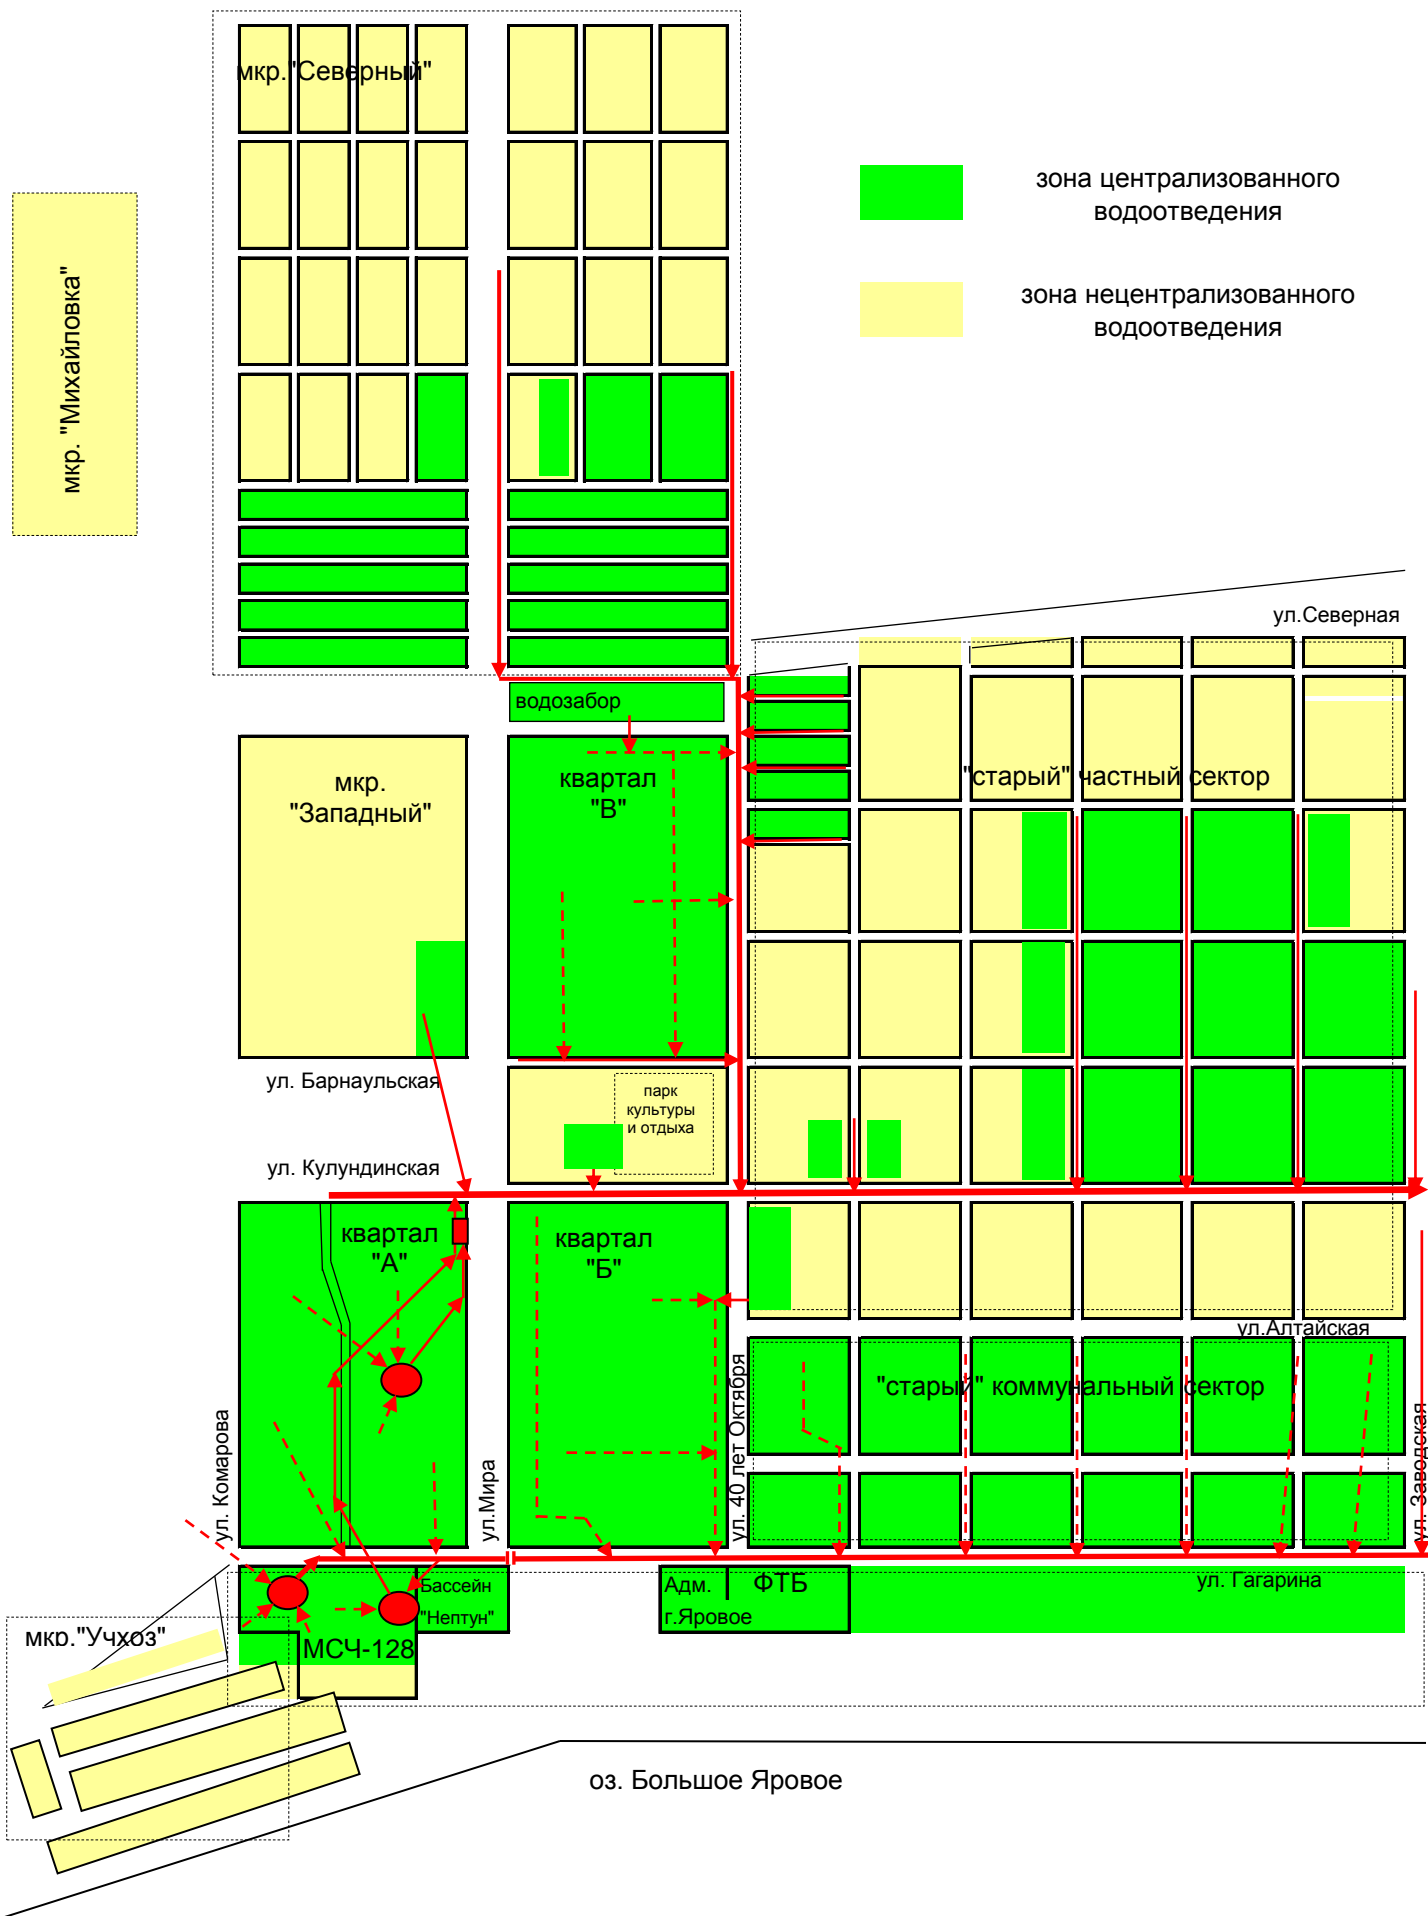 мкр."Северный"
зона централизованного
водоотведения
мкр. "Михайловка"
зона нецентрализованного
водоотведения
ул.Северная
водозабор
мкр.
"Западный"
квартал
"В"
"старый" частный сектор
ул. Барнаульская
парк
культуры
и отдыха
ул. Кулундинская
квартал
"А"
квартал
"Б"
ул.Алтайская
"старый" коммунальный сектор
ул. Комарова
ул.Мира
ул. 40 лет Октября
ул. Заводская
Бассейн
"Нептун"
Адм.
г.Яровое
ФТБ
ул. Гагарина
мкр."Учхоз"
МСЧ-128
оз. Большое Яровое